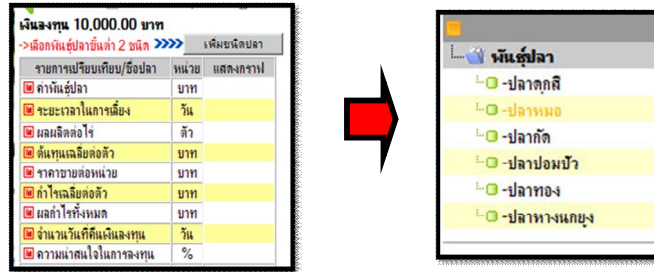 เงินลงทุน 10,000.00 บาท
->เลือกพันธุ์ปลาขั้นต่ำ 2 ชนิด >>>> เพิ่มชนิดปลา
รายการเปรียบเทียบ/ชื่อปลา หน่วย แสดงกราฟ
ค่าพันธุ์ปลา บาท
ระยะเวลาในการเลี้ยง วัน
ผลผลิตต่อไร่ ตัว
ต้นทุนเฉลี่ยต่อตัว บาท
ราคาขายต่อหน่วย บาท
กำไรเฉลี่ยต่อตัว บาท
ผลกำไรทั้งหมด บาท
จำนวนวันที่คืนเงินลงทุน วัน
ความน่าสนใจในการลงทุน %
พันธุ์ปลา
-ปลาดุกสี
-ปลาหมอ
-ปลากัด
-ปลาปอมปัว
-ปลาทอง
-ปลาหางนกยูง